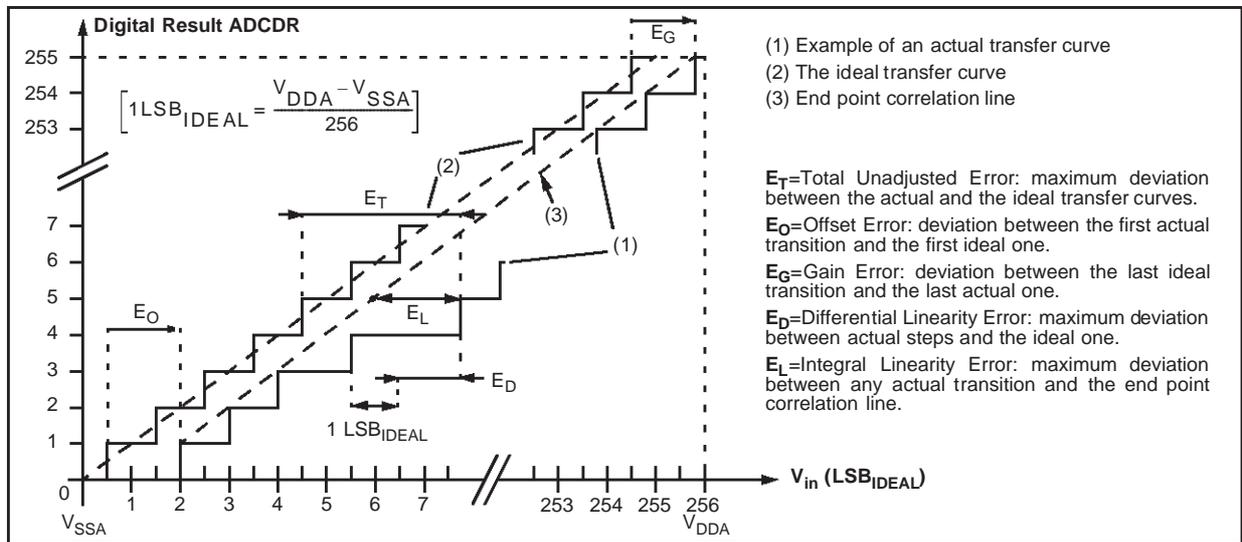 Digital Result ADCDR
E_G
255
254
253
[1LSB_IDEAL = (V_DDA – V_SSA) / 256]
(2)
E_T
(3)
7
6
(1)
5
E_O
E_L
4
3
E_D
2
1 LSB_IDEAL
1
V_in (LSB_IDEAL)
0
1 2 3 4 5 6 7 253 254 255 256
V_SSA
V_DDA
(1) Example of an actual transfer curve
(2) The ideal transfer curve
(3) End point correlation line
E_T=Total Unadjusted Error: maximum deviation
between the actual and the ideal transfer curves.
E_O=Offset Error: deviation between the first actual
transition and the first ideal one.
E_G=Gain Error: deviation between the last ideal
transition and the last actual one.
E_D=Differential Linearity Error: maximum deviation
between actual steps and the ideal one.
E_L=Integral Linearity Error: maximum deviation
between any actual transition and the end point
correlation line.
(1)
(2)